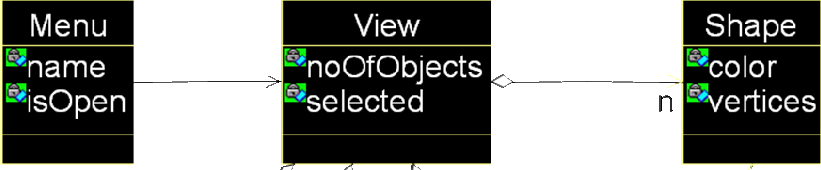 Menu
name
isOpen
View
noOfObjects
selected
n
Shape
color
vertices